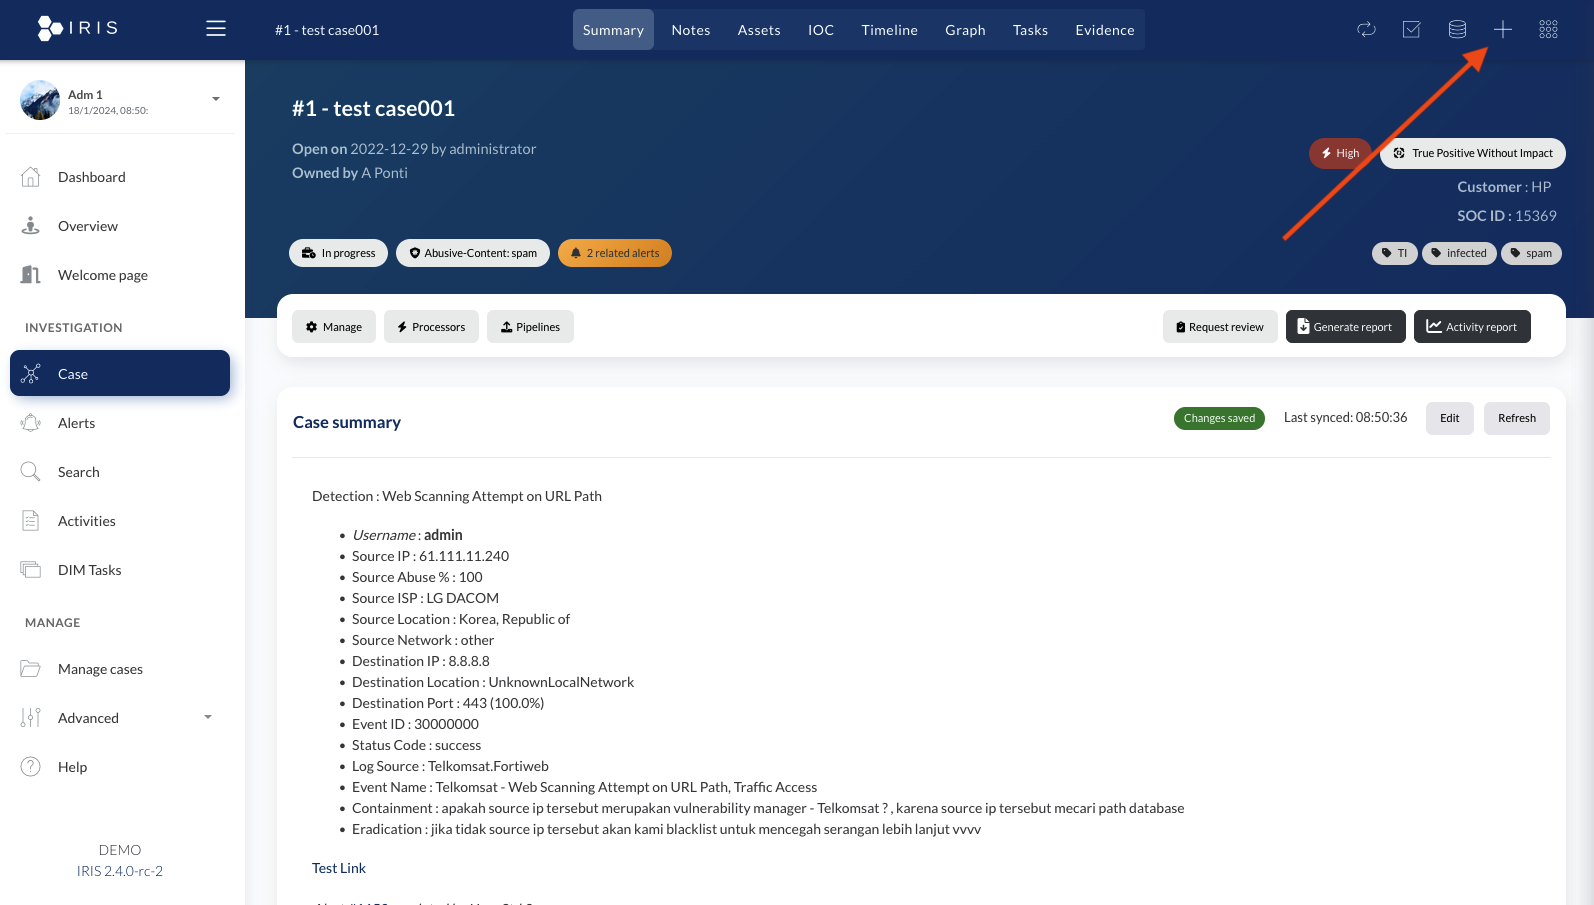 IRIS
#1 - test case001
Summary Notes Assets IOC Timeline Graph Tasks Evidence
Adm 1
18/1/2024, 08:50:
Dashboard
Overview
Welcome page
INVESTIGATION
Case
Alerts
Search
Activities
DIM Tasks
MANAGE
Manage cases
Advanced
Help
DEMO
IRIS 2.4.0-rc-2
#1 - test case001
Open on 2022-12-29 by administrator
Owned by A Ponti
High True Positive Without Impact
Customer : HP
SOC ID : 15369
In progress Abusive-Content: spam 2 related alerts
TI infected spam
Manage Processors Pipelines
Request review Generate report Activity report
Case summary
Changes saved Last synced: 08:50:36 Edit Refresh
Detection : Web Scanning Attempt on URL Path
• Username : admin
• Source IP : 61.111.11.240
• Source Abuse % : 100
• Source ISP : LG DACOM
• Source Location : Korea, Republic of
• Source Network : other
• Destination IP : 8.8.8.8
• Destination Location : UnknownLocalNetwork
• Destination Port : 443 (100.0%)
• Event ID : 30000000
• Status Code : success
• Log Source : Telkomsat.Fortiweb
• Event Name : Telkomsat - Web Scanning Attempt on URL Path, Traffic Access
• Containment : apakah source ip tersebut merupakan vulnerability manager - Telkomsat ? , karena source ip tersebut mecari path database
• Eradication : jika tidak source ip tersebut akan kami blacklist untuk mencegah serangan lebih lanjut vvvv
Test Link